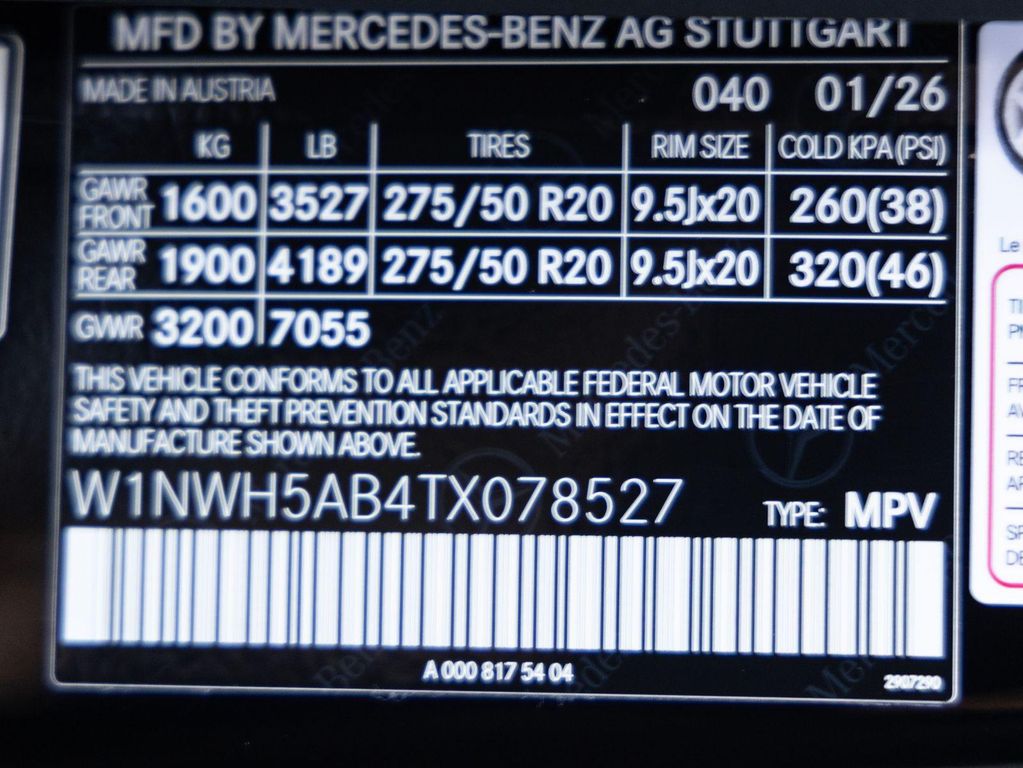 MFD BY MERCEDES-BENZ AG STUTTGART
MADE IN AUSTRIA 040 01/26
KG LB TIRES RIM SIZE COLD KPA(PSI)
GAWR FRONT 1600 3527 275/50 R20 9.5Jx20 260(38)
GAWR REAR 1900 4189 275/50 R20 9.5Jx20 320(46)
GVWR 3200 7055
THIS VEHICLE CONFORMS TO ALL APPLICABLE FEDERAL MOTOR VEHICLE
SAFETY AND THEFT PREVENTION STANDARDS IN EFFECT ON THE DATE OF
MANUFACTURE SHOWN ABOVE.
W1NWH5AB4TX078527 TYPE: MPV
A 000 817 54 04
2907290
Le